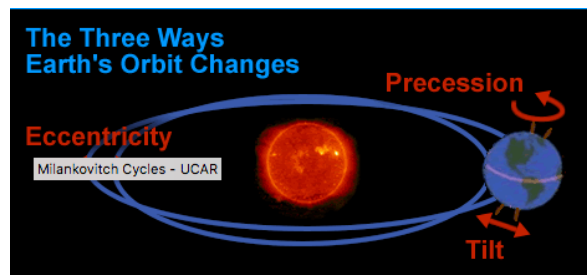 The Three Ways
Earth's Orbit Changes
Precession
Eccentricity
Milankovitch Cycles - UCAR
Tilt